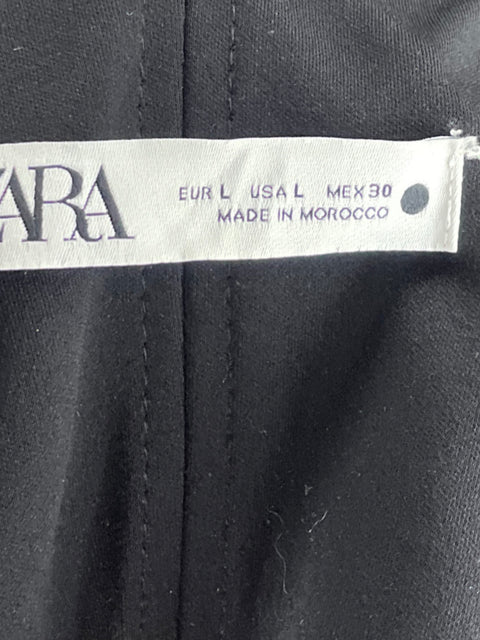 ZARA
EUR L USA L MEX 30
MADE IN MOROCCO